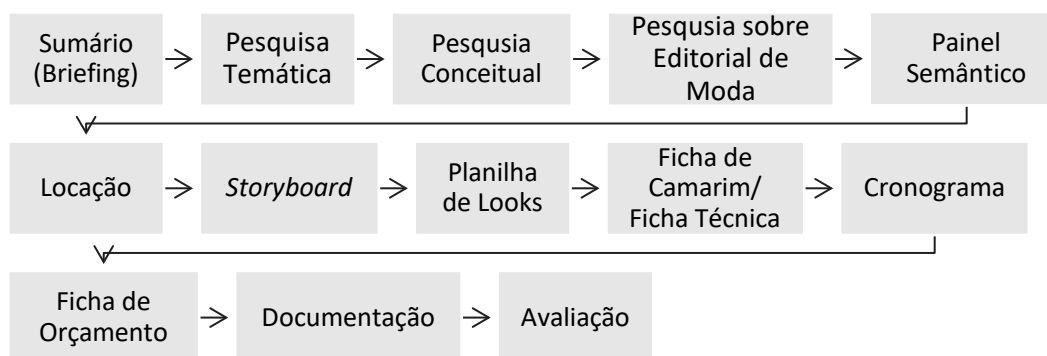 Sumário
(Briefing)
Pesquisa
Temática
Pesqusia
Conceitual
Pesqusia sobre
Editorial de
Moda
Painel
Semântico
Locação
Storyboard
Planilha
de Looks
Ficha de
Camarim/
Ficha Técnica
Cronograma
Ficha de
Orçamento
Documentação
Avaliação